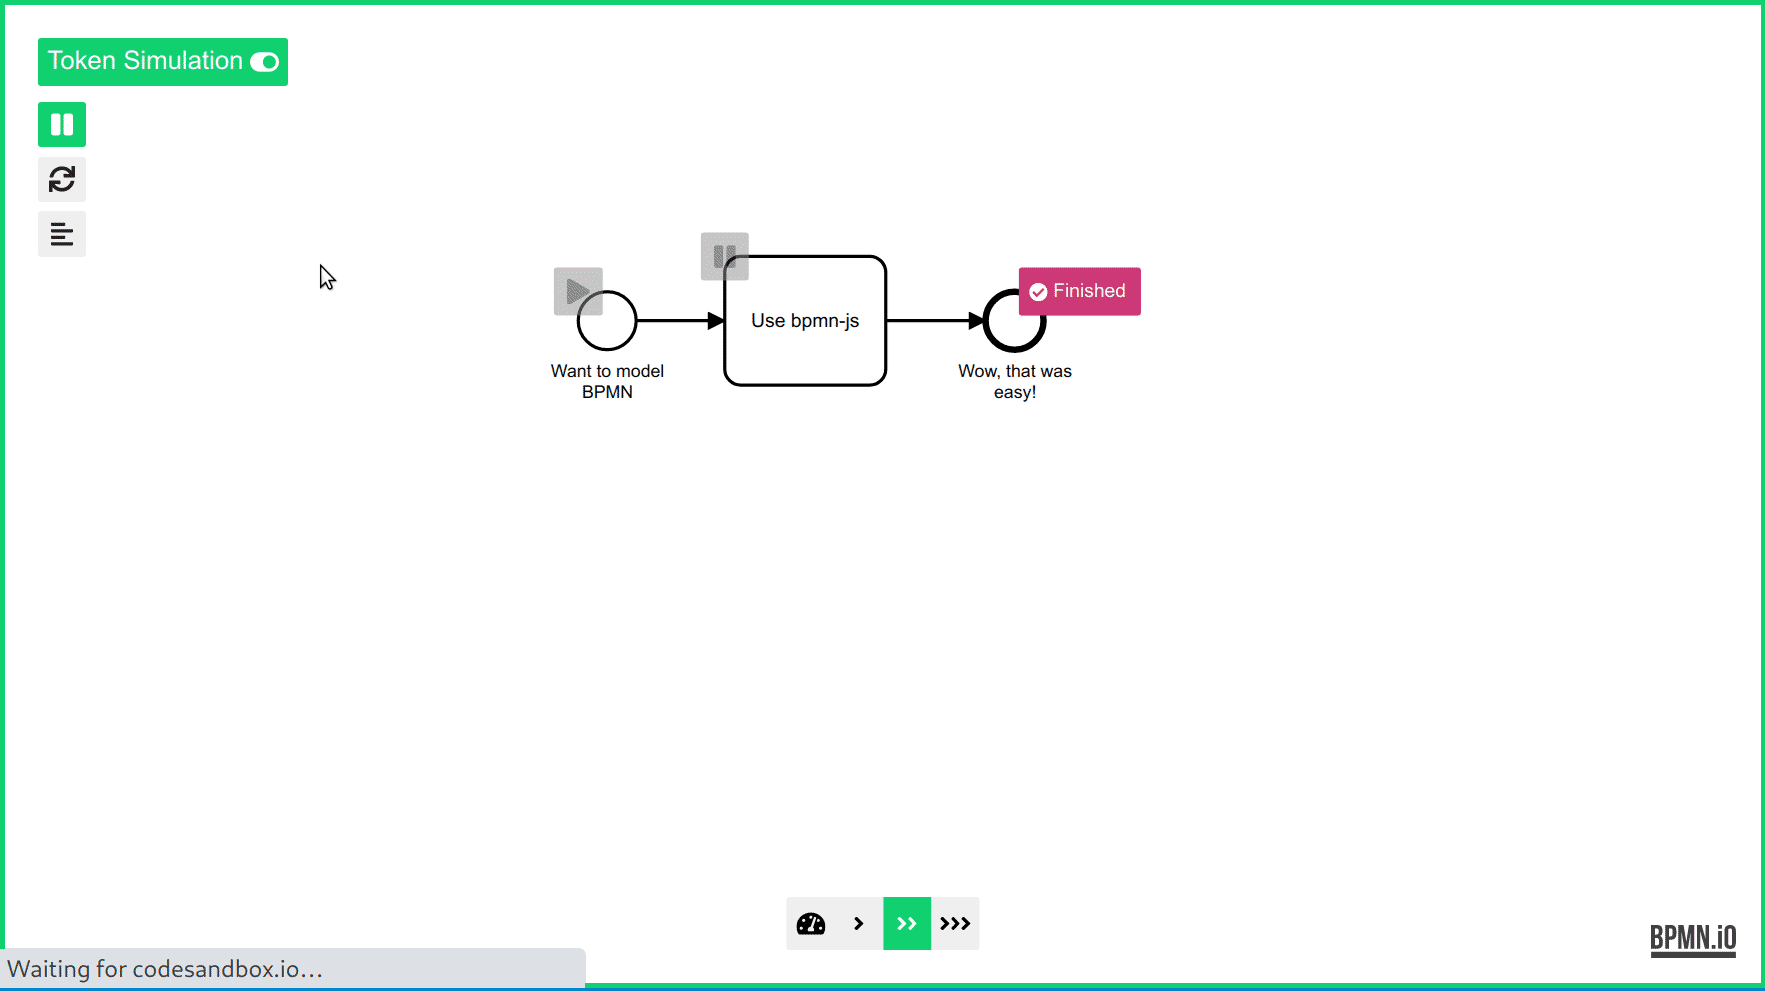 Token Simulation
Finished
Use bpmn-js
Want to model
BPMN
Wow, that was
easy!
BPMN.iO
Waiting for codesandbox.io...